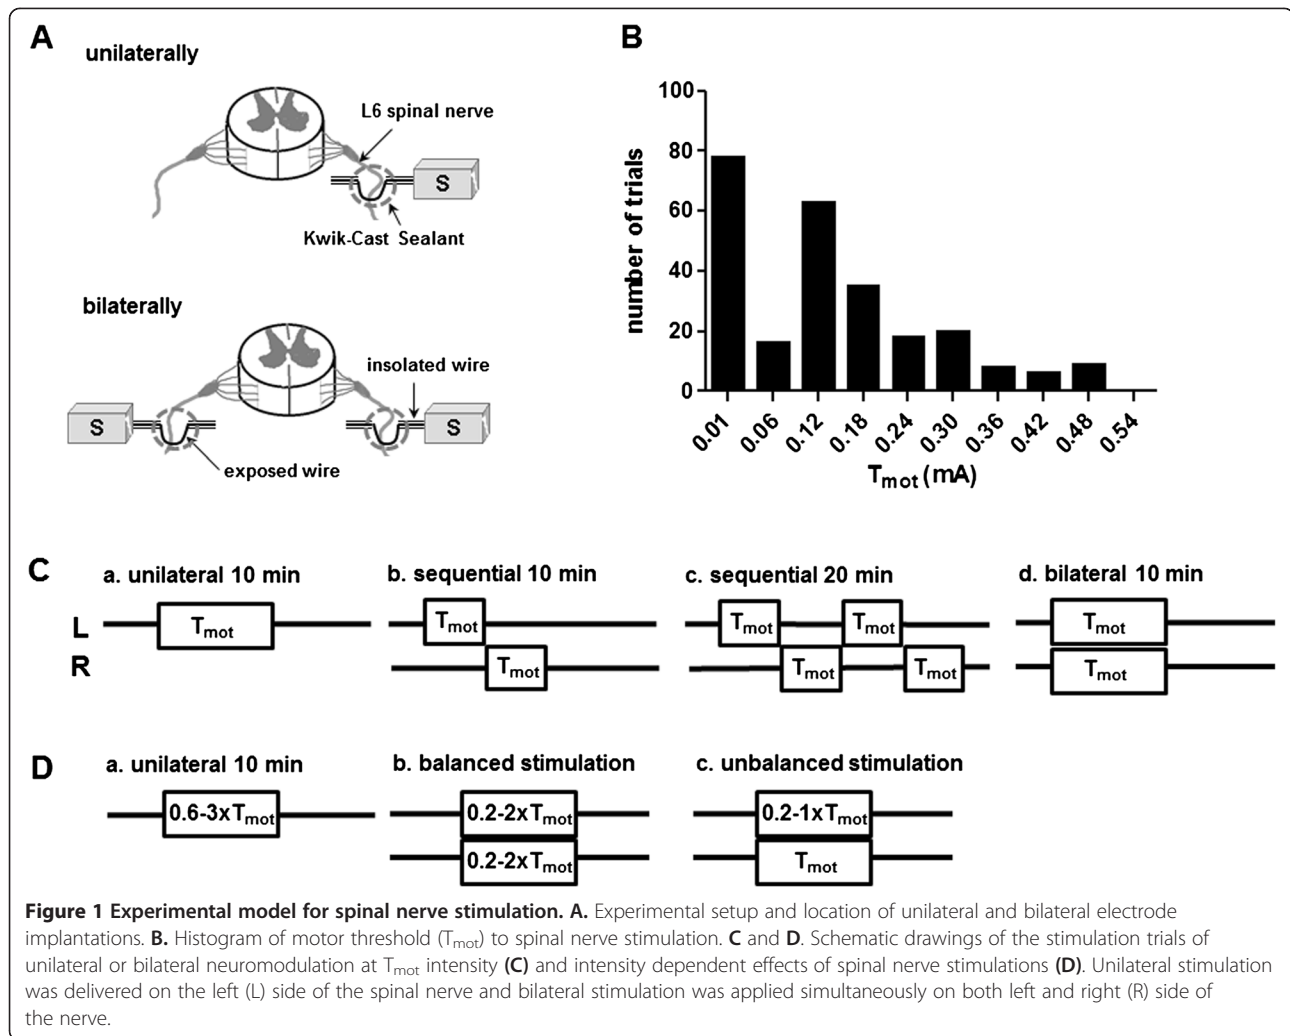 A
unilaterally
L6 spinal nerve
S
Kwik-Cast Sealant
bilaterally
insolated wire
S
S
exposed wire
B
number of trials
100
80
60
40
20
0
0.01 0.06 0.12 0.18 0.24 0.30 0.36 0.42 0.48 0.54
Tmot (mA)
C
a. unilateral 10 min b. sequential 10 min c. sequential 20 min d. bilateral 10 min
L Tmot Tmot Tmot Tmot Tmot
R Tmot Tmot Tmot Tmot
D
a. unilateral 10 min b. balanced stimulation c. unbalanced stimulation
0.6-3xTmot 0.2-2xTmot 0.2-1xTmot
0.2-2xTmot Tmot
Figure 1 Experimental model for spinal nerve stimulation. A. Experimental setup and location of unilateral and bilateral electrode
implantations. B. Histogram of motor threshold (Tmot) to spinal nerve stimulation. C and D. Schematic drawings of the stimulation trials of
unilateral or bilateral neuromodulation at Tmot intensity (C) and intensity dependent effects of spinal nerve stimulations (D). Unilateral stimulation
was delivered on the left (L) side of the spinal nerve and bilateral stimulation was applied simultaneously on both left and right (R) side of
the nerve.